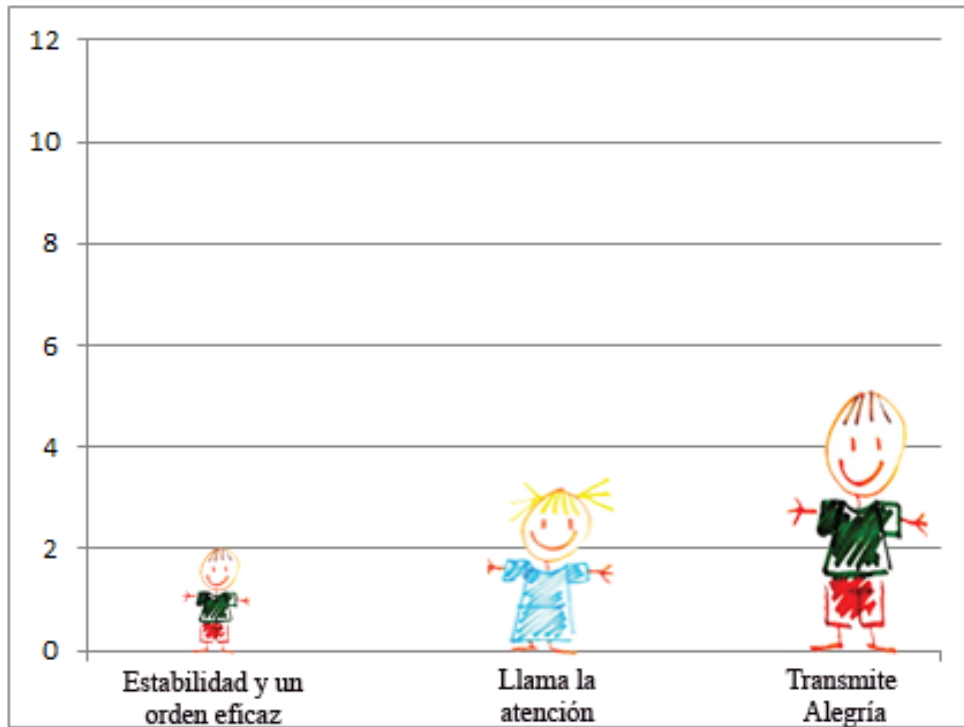 12
10
8
6
4
2
0
Estabilidad y un
orden eficaz
Llama la
atención
Transmite
Alegría